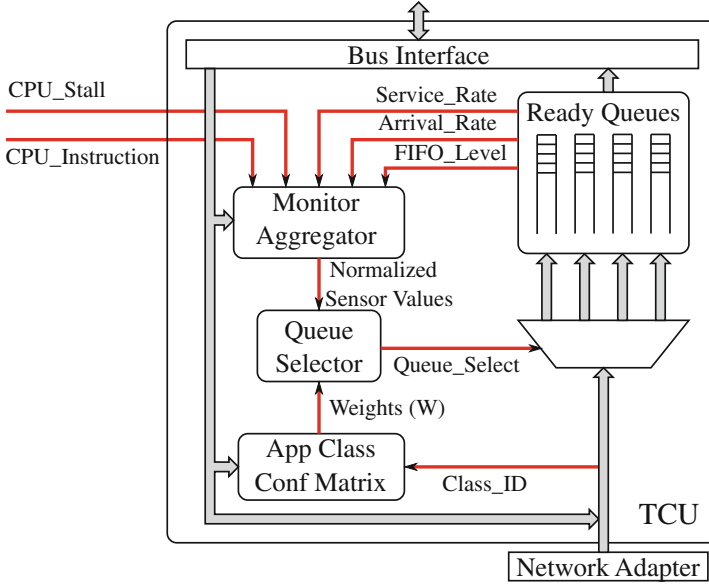 Bus Interface
CPU_Stall
Service_Rate
Ready Queues
Arrival_Rate
CPU_Instruction
FIFO_Level
Monitor
Aggregator
Normalized
Sensor Values
Queue
Selector
Queue_Select
Weights (W)
App Class
Conf Matrix
Class_ID
TCU
Network Adapter